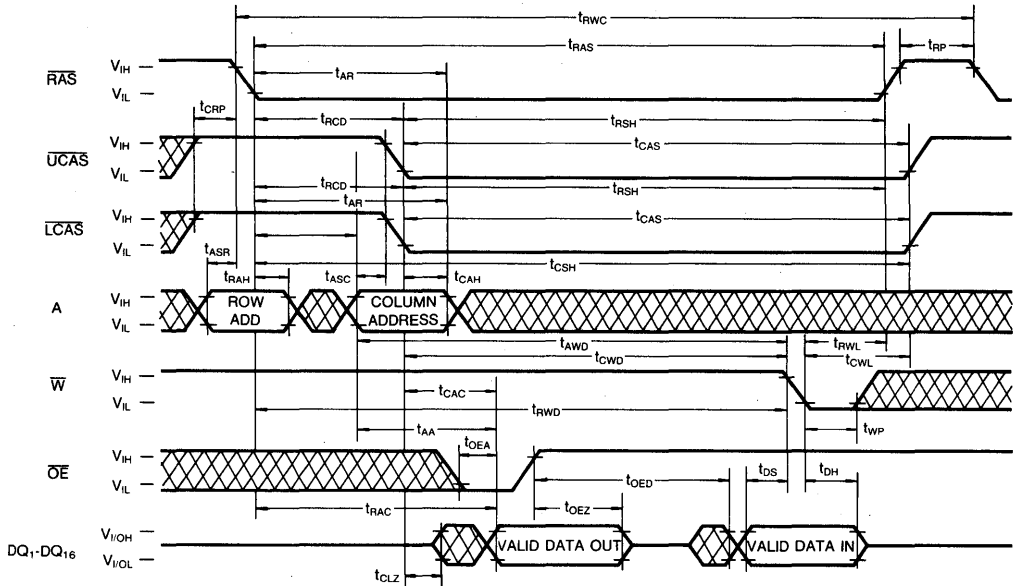 tRWC
tRAS
tRP
tAR
RAS
VIH
VIL
tCRP
tRCD
tRSH
tCAS
UCAS
VIH
VIL
tRCD
tRSH
tAR
tCAS
LCAS
VIH
VIL
tCSH
tASR
tRAH
tASC
tCAH
A
VIH
VIL
ROW
ADD
COLUMN
ADDRESS
tAWD
tRWL
tCWD
tCWL
W
VIH
VIL
tCAC
tRWD
tWP
tAA
tOEA
OE
VIH
VIL
tOED
tDS
tDH
tRAC
tOEZ
DQ1-DQ16
VI/OH
VI/OL
VALID DATA OUT
VALID DATA IN
tCLZ